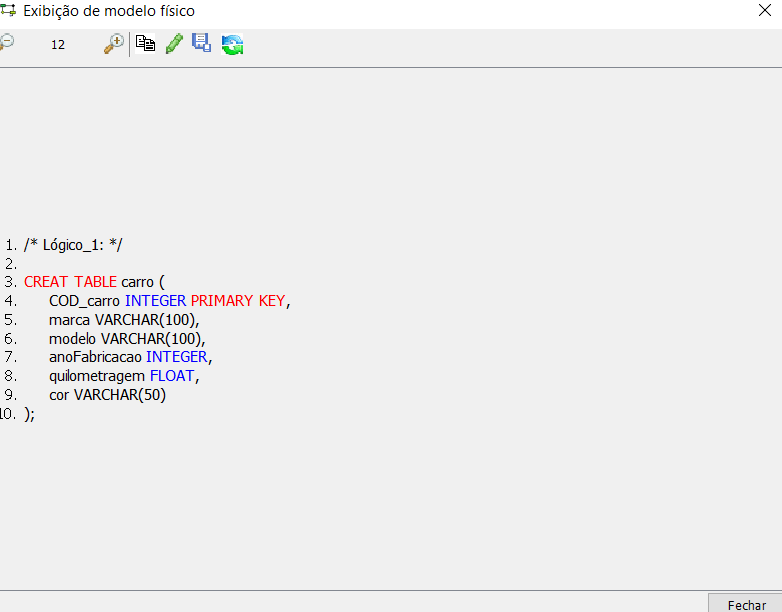 Exibição de modelo físico
12
1. /* Lógico_1: */
2.
3. CREAT TABLE carro (
4. COD_carro INTEGER PRIMARY KEY,
5. marca VARCHAR(100),
6. modelo VARCHAR(100),
7. anoFabricacao INTEGER,
8. quilometragem FLOAT,
9. cor VARCHAR(50)
10. );
Fechar